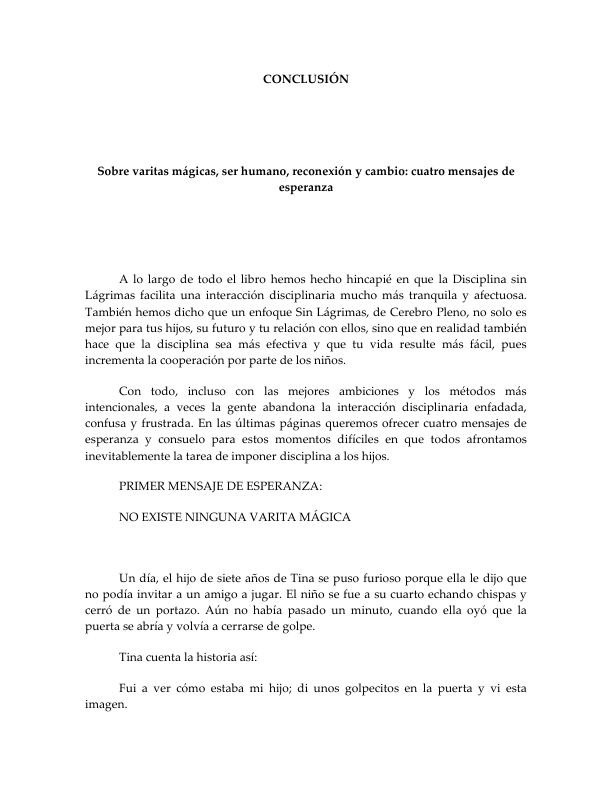 CONCLUSIÓN
Sobre varitas mágicas, ser humano, reconexión y cambio: cuatro mensajes de
esperanza
A lo largo de todo el libro hemos hecho hincapié en que la Disciplina sin
Lágrimas facilita una interacción disciplinaria mucho más tranquila y afectuosa.
También hemos dicho que un enfoque Sin Lágrimas, de Cerebro Pleno, no solo es
mejor para tus hijos, su futuro y tu relación con ellos, sino que en realidad también
hace que la disciplina sea más efectiva y que tu vida resulte más fácil, pues
incrementa la cooperación por parte de los niños.
Con todo, incluso con las mejores ambiciones y los métodos más
intencionales, a veces la gente abandona la interacción disciplinaria enfadada,
confusa y frustrada. En las últimas páginas queremos ofrecer cuatro mensajes de
esperanza y consuelo para estos momentos difíciles en que todos afrontamos
inevitablemente la tarea de imponer disciplina a los hijos.
PRIMER MENSAJE DE ESPERANZA:
NO EXISTE NINGUNA VARITA MÁGICA
Un día, el hijo de siete años de Tina se puso furioso porque ella le dijo que
no podía invitar a un amigo a jugar. El niño se fue a su cuarto echando chispas y
cerró de un portazo. Aún no había pasado un minuto, cuando ella oyó que la
puerta se abría y volvía a cerrarse de golpe.
Tina cuenta la historia así:
Fui a ver cómo estaba mi hijo; di unos golpecitos en la puerta y vi esta
imagen.